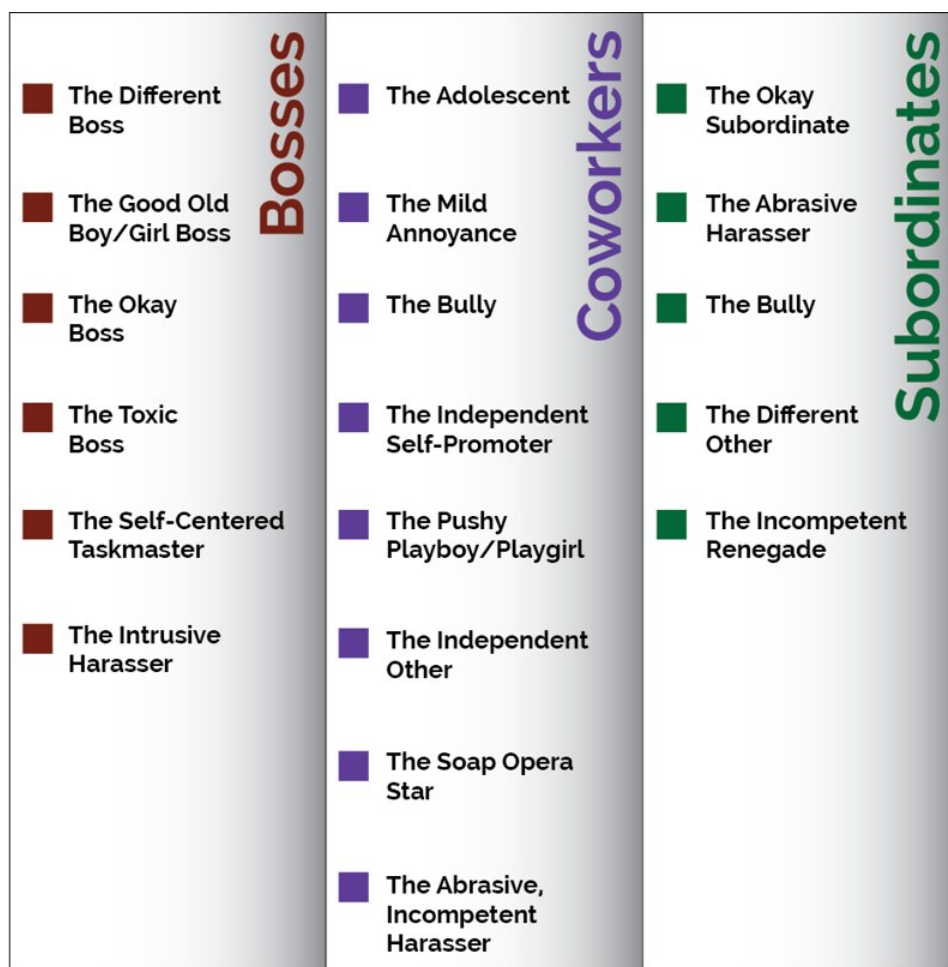 Bosses
The Different
Boss
The Good Old
Boy/Girl Boss
The Okay
Boss
The Toxic
Boss
The Self-Centered
Taskmaster
The Intrusive
Harasser
Coworkers
The Adolescent
The Mild
Annoyance
The Bully
The Independent
Self-Promoter
The Pushy
Playboy/Playgirl
The Independent
Other
The Soap Opera
Star
The Abrasive,
Incompetent
Harasser
Subordinates
The Okay
Subordinate
The Abrasive
Harasser
The Bully
The Different
Other
The Incompetent
Renegade